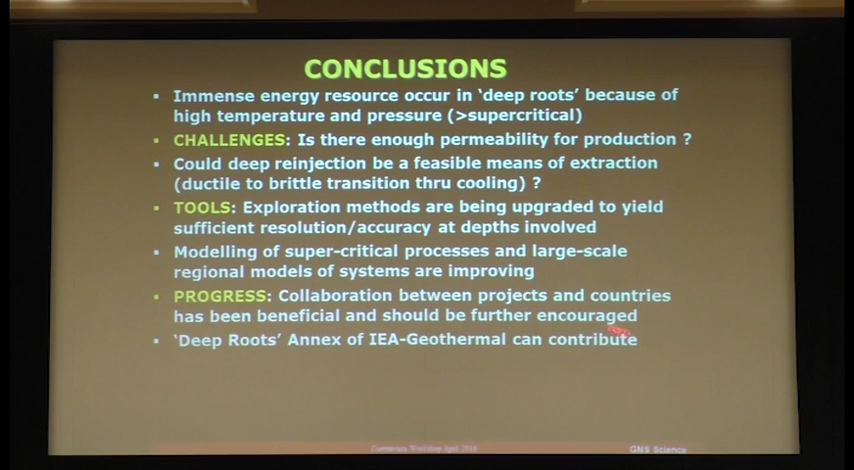 CONCLUSIONS
▪ Immense energy resource occur in ‘deep roots’ because of
high temperature and pressure (>supercritical)
▪ CHALLENGES: Is there enough permeability for production ?
▪ Could deep reinjection be a feasible means of extraction
(ductile to brittle transition thru cooling) ?
▪ TOOLS: Exploration methods are being upgraded to yield
sufficient resolution/accuracy at depths involved
▪ Modelling of super-critical processes and large-scale
regional models of systems are improving
▪ PROGRESS: Collaboration between projects and countries
has been beneficial and should be further encouraged
▪ ‘Deep Roots’ Annex of IEA-Geothermal can contribute
Workshop April 2016
GNS Science